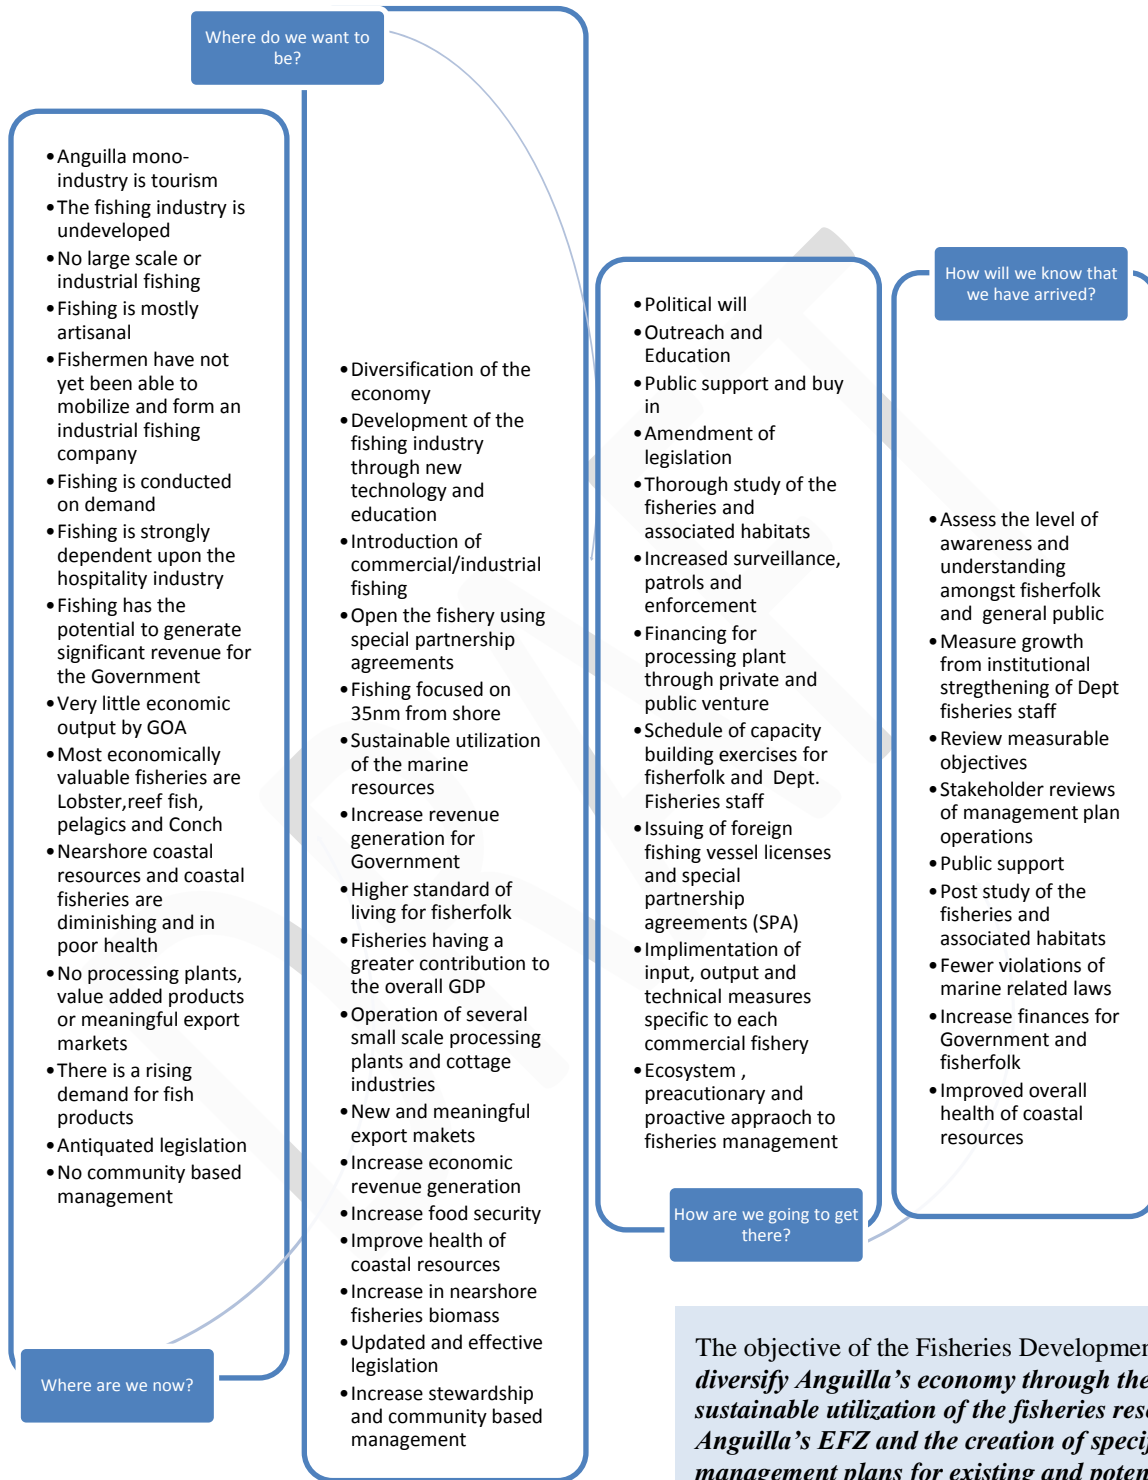 Where do we want to
be?
•Anguilla mono-
industry is tourism
•The fishing industry is
undeveloped
•No large scale or
industrial fishing
•Fishing is mostly
artisanal
•Fishermen have not
yet been able to
mobilize and form an
industrial fishing
company
•Fishing is conducted
on demand
•Fishing is strongly
dependent upon the
hospitality industry
•Fishing has the
potential to generate
significant revenue for
the Government
•Very little economic
output by GOA
•Most economically
valuable fisheries are
Lobster,reef fish,
pelagics and Conch
•Nearshore coastal
resources and coastal
fisheries are
diminishing and in
poor health
•No processing plants,
value added products
or meaningful export
markets
•There is a rising
demand for fish
products
•Antiquated legislation
•No community based
management
Where are we now?
•Diversification of the
economy
•Development of the
fishing industry
through new
technology and
education
•Introduction of
commercial/industrial
fishing
•Open the fishery using
special partnership
agreements
•Fishing focused on
35nm from shore
•Sustainable utilization
of the marine
resources
•Increase revenue
generation for
Government
•Higher standard of
living for fisherfolk
•Fisheries having a
greater contribution to
the overall GDP
•Operation of several
small scale processing
plants and cottage
industries
•New and meaningful
export makets
•Increase economic
revenue generation
•Increase food security
•Improve health of
coastal resources
•Increase in nearshore
fisheries biomass
•Updated and effective
legislation
•Increase stewardship
and community based
management
•Political will
•Outreach and
Education
•Public support and buy
in
•Amendment of
legislation
•Thorough study of the
fisheries and
associated habitats
•Increased surveillance,
patrols and
enforcement
•Financing for
processing plant
through private and
public venture
•Schedule of capacity
building exercises for
fisherfolk and Dept.
Fisheries staff
•Issuing of foreign
fishing vessel licenses
and special
partnership
agreements (SPA)
•Implimentation of
input, output and
technical measures
specific to each
commercial fishery
•Ecosystem ,
preacutionary and
proactive appraoch to
fisheries management
How are we going to get
there?
How will we know that
we have arrived?
•Assess the level of
awareness and
understanding
amongst fisherfolk
and general public
•Measure growth
from institutional
stregthening of Dept
fisheries staff
•Review measurable
objectives
•Stakeholder reviews
of management plan
operations
•Public support
•Post study of the
fisheries and
associated habitats
•Fewer violations of
marine related laws
•Increase finances for
Government and
fisherfolk
•Improved overall
health of coastal
resources
The objective of the Fisheries Developmen
diversify Anguilla's economy through the
sustainable utilization of the fisheries res
Anguilla's EFZ and the creation of specif
management plans for existing and poten
DRAFT